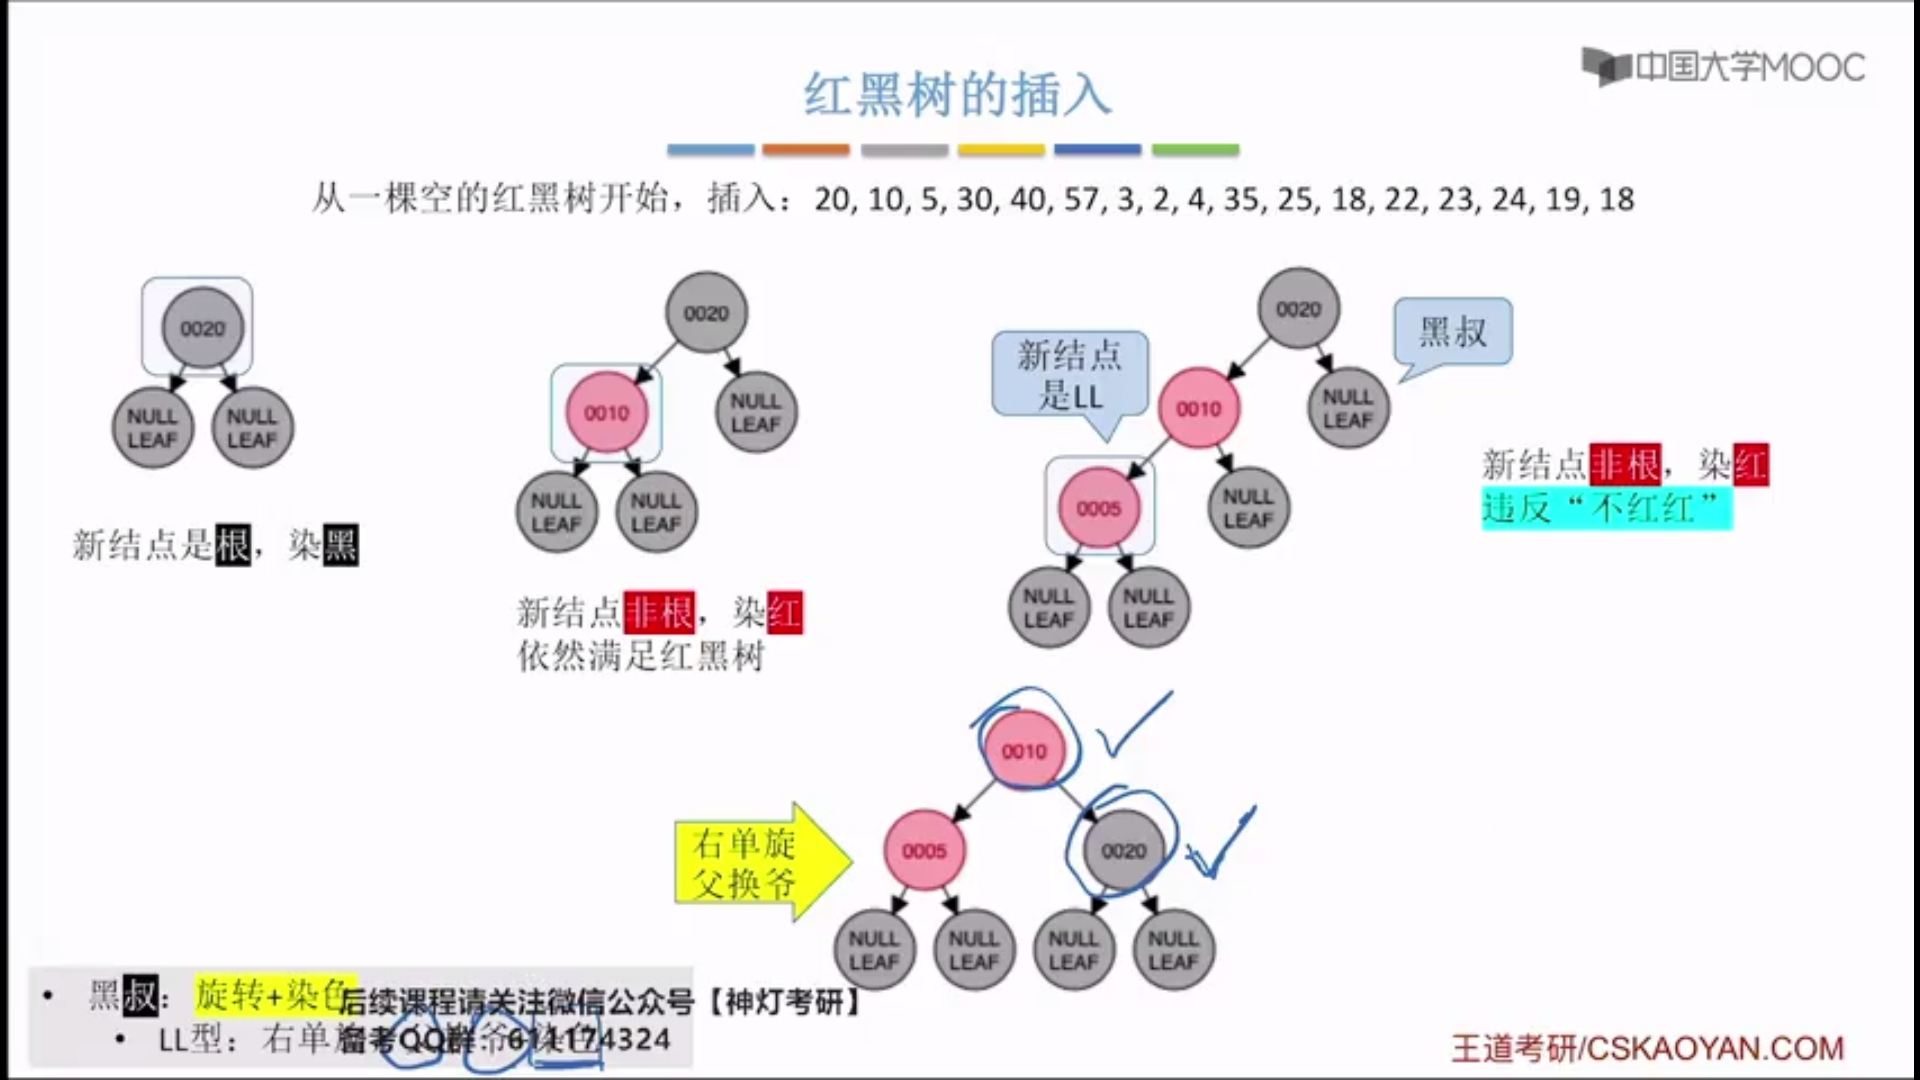 中国大学MOOC
红黑树的插入
从一棵空的红黑树开始，插入：20, 10, 5, 30, 40, 57, 3, 2, 4, 35, 25, 18, 22, 23, 24, 19, 18
0020
NULL LEAF
NULL LEAF
新结点是根，染黑
0020
0010
NULL LEAF
NULL LEAF
NULL LEAF
新结点非根，染红
依然满足红黑树
0020
黑叔
新结点
是LL
0010
NULL LEAF
0005
NULL LEAF
NULL LEAF
NULL LEAF
新结点非根，染红
违反“不红红”
右单旋
父换爷
0010
0005
0020
NULL LEAF
NULL LEAF
NULL LEAF
NULL LEAF
• 黑叔：旋转+染色
后续课程请关注微信公众号【神灯考研】
• LL型：右单旋
备考QQ群：611174324
王道考研/CSKAOYAN.COM